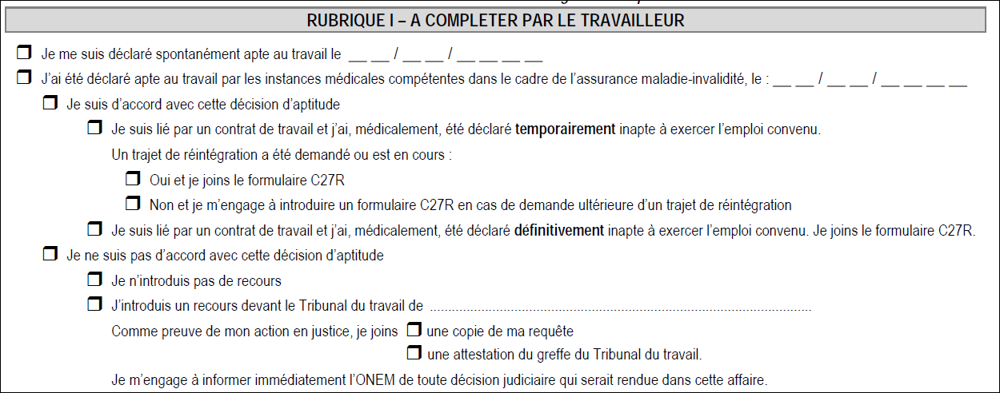 RUBRIQUE I – A COMPLETER PAR LE TRAVAILLEUR
Je me suis déclaré spontanément apte au travail le __ __ / __ __ / __ __ __ __
J’ai été déclaré apte au travail par les instances médicales compétentes dans le cadre de l’assurance maladie-invalidité, le : __ __ / __ __ / __ __ __ __
Je suis d’accord avec cette décision d’aptitude
Je suis lié par un contrat de travail et j’ai, médicalement, été déclaré temporairement inapte à exercer l’emploi convenu.
Un trajet de réintégration a été demandé ou est en cours :
Oui et je joins le formulaire C27R
Non et je m’engage à introduire un formulaire C27R en cas de demande ultérieure d’un trajet de réintégration
Je suis lié par un contrat de travail et j’ai, médicalement, été déclaré définitivement inapte à exercer l’emploi convenu. Je joins le formulaire C27R.
Je ne suis pas d’accord avec cette décision d’aptitude
Je n’introduis pas de recours
J’introduis un recours devant le Tribunal du travail de ........................................................................................................
Comme preuve de mon action en justice, je joins une copie de ma requête
une attestation du greffe du Tribunal du travail.
Je m’engage à informer immédiatement l’ONEM de toute décision judiciaire qui serait rendue dans cette affaire.